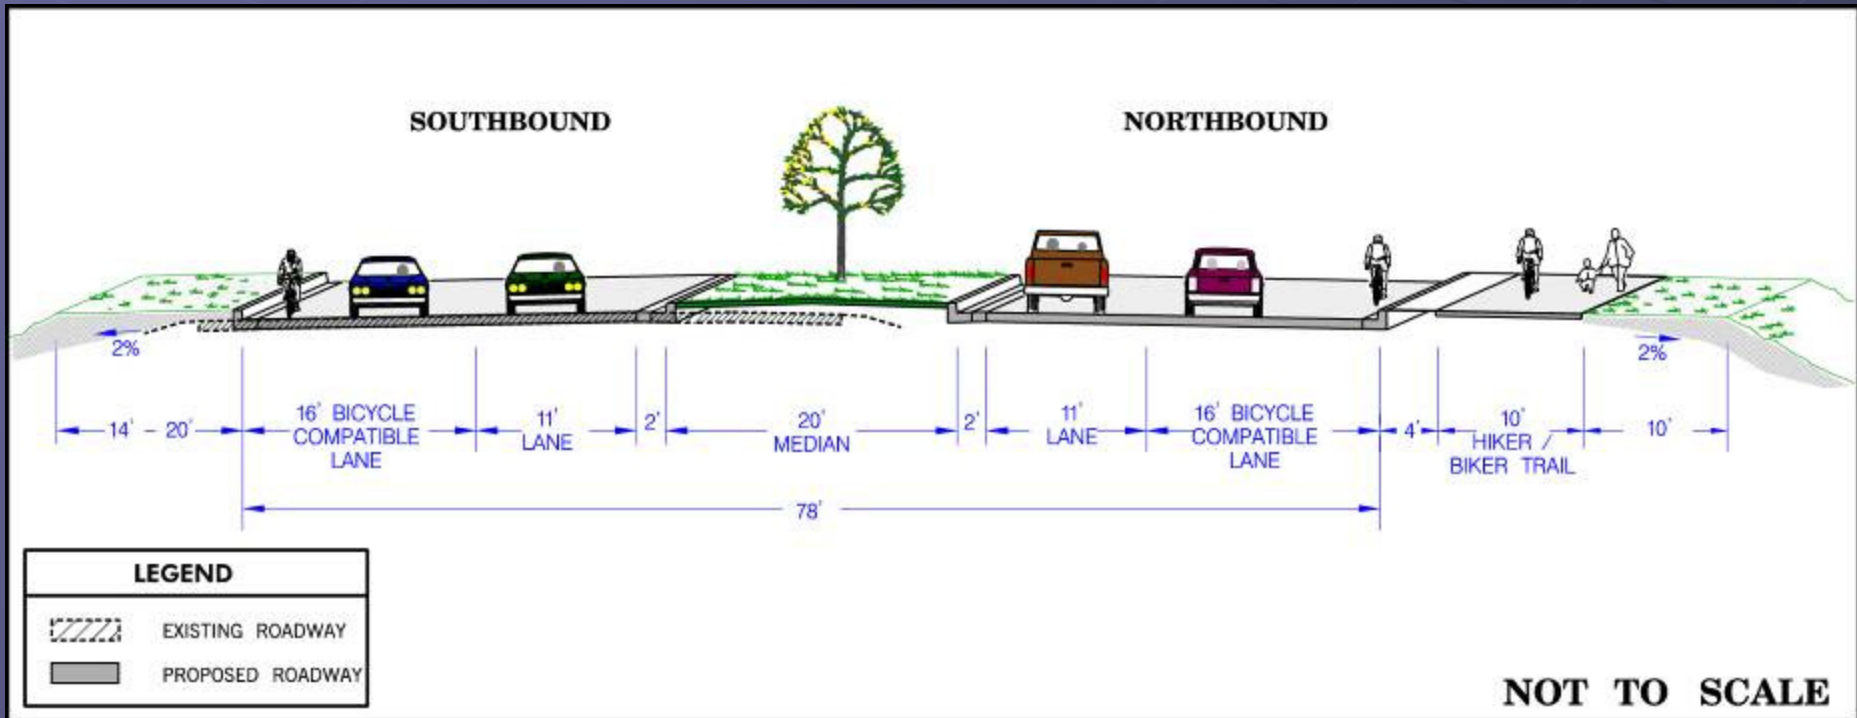 SOUTHBOUND
NORTHBOUND
2%
2%
14' - 20'
16' BICYCLE
COMPATIBLE
LANE
11'
LANE
2'
20'
MEDIAN
2'
11'
LANE
16' BICYCLE
COMPATIBLE
LANE
4'
10'
HIKER /
BIKER TRAIL
10'
78'
LEGEND
EXISTING ROADWAY
PROPOSED ROADWAY
NOT TO SCALE